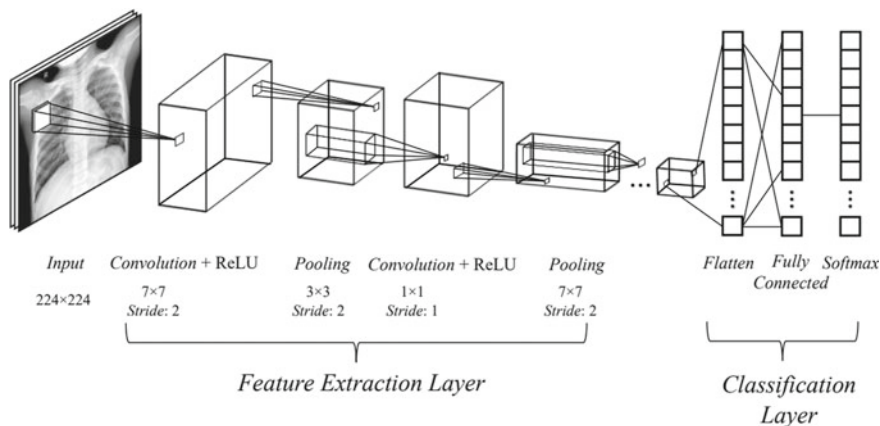 Input
Convolution + ReLU
Pooling
Convolution + ReLU
Pooling
Flatten
Fully
Connected
Softmax
224×224
7×7
Stride: 2
3×3
Stride: 2
1×1
Stride: 1
7×7
Stride: 2
Feature Extraction Layer
Classification
Layer